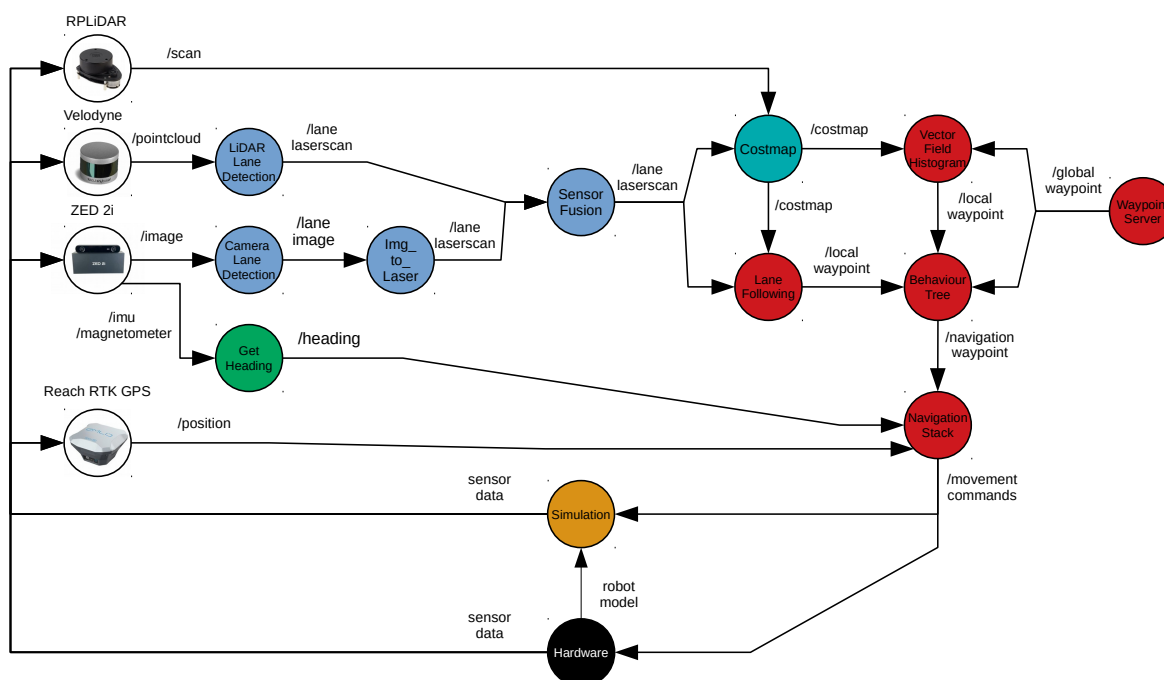 RPLiDAR
/scan
Velodyne
/pointcloud
LiDAR
Lane
Detection
/lane
laserscan
ZED 2i
/image
Camera
Lane
Detection
/lane
image
Img_
to_
Laser
/lane
laserscan
Sensor
Fusion
/lane
laserscan
Costmap
/costmap
/costmap
Vector
Field
Histogram
/local
waypoint
/global
waypoint
Waypoint
Server
Lane
Following
/local
waypoint
Behaviour
Tree
/navigation
waypoint
/imu
/magnetometer
Get
Heading
/heading
Reach RTK GPS
/position
Navigation
Stack
/movement
commands
sensor
data
Simulation
robot
model
sensor
data
Hardware